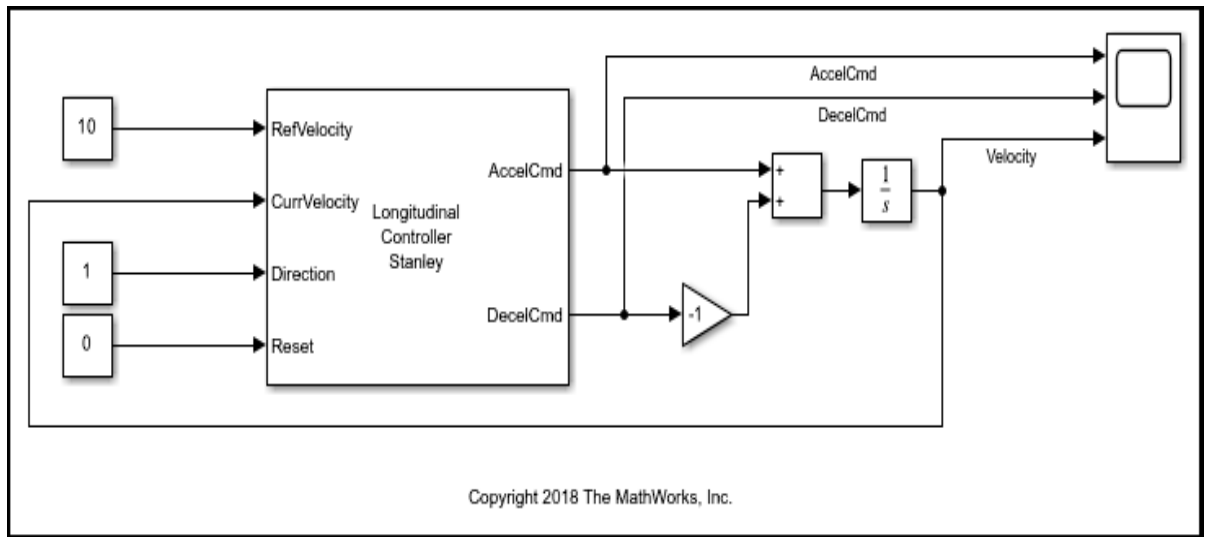 AccelCmd
DecelCmd
Velocity
10
RefVelocity
AccelCmd
+
+
1
s
CurrVelocity
Longitudinal
Controller
Stanley
1
Direction
DecelCmd
-1
0
Reset
Copyright 2018 The MathWorks, Inc.